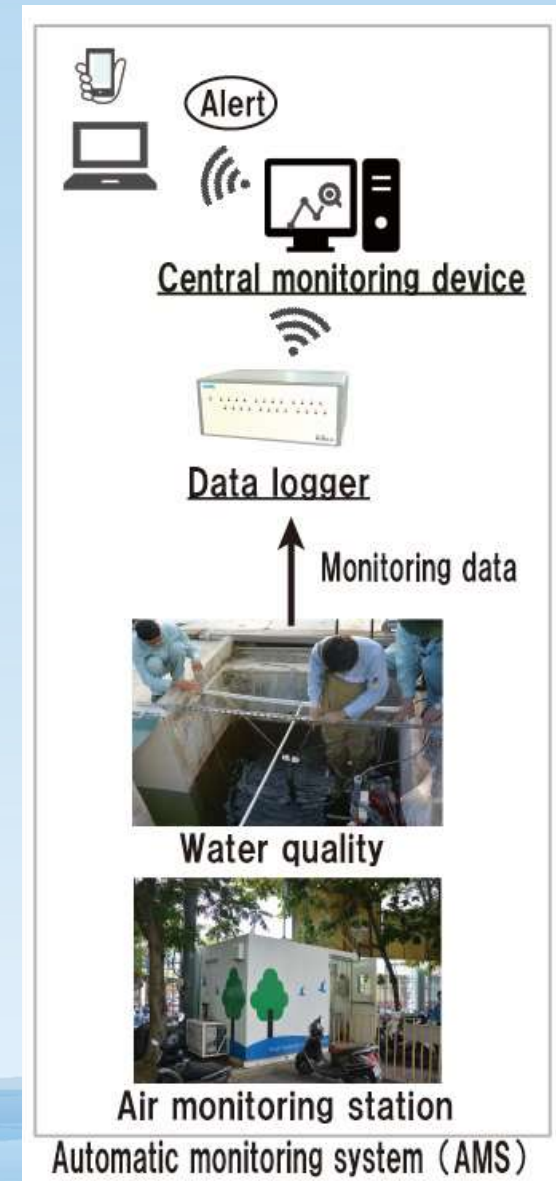 Alert
Central monitoring device
Data logger
Monitoring data
Water quality
Air monitoring station
Automatic monitoring system（AMS）